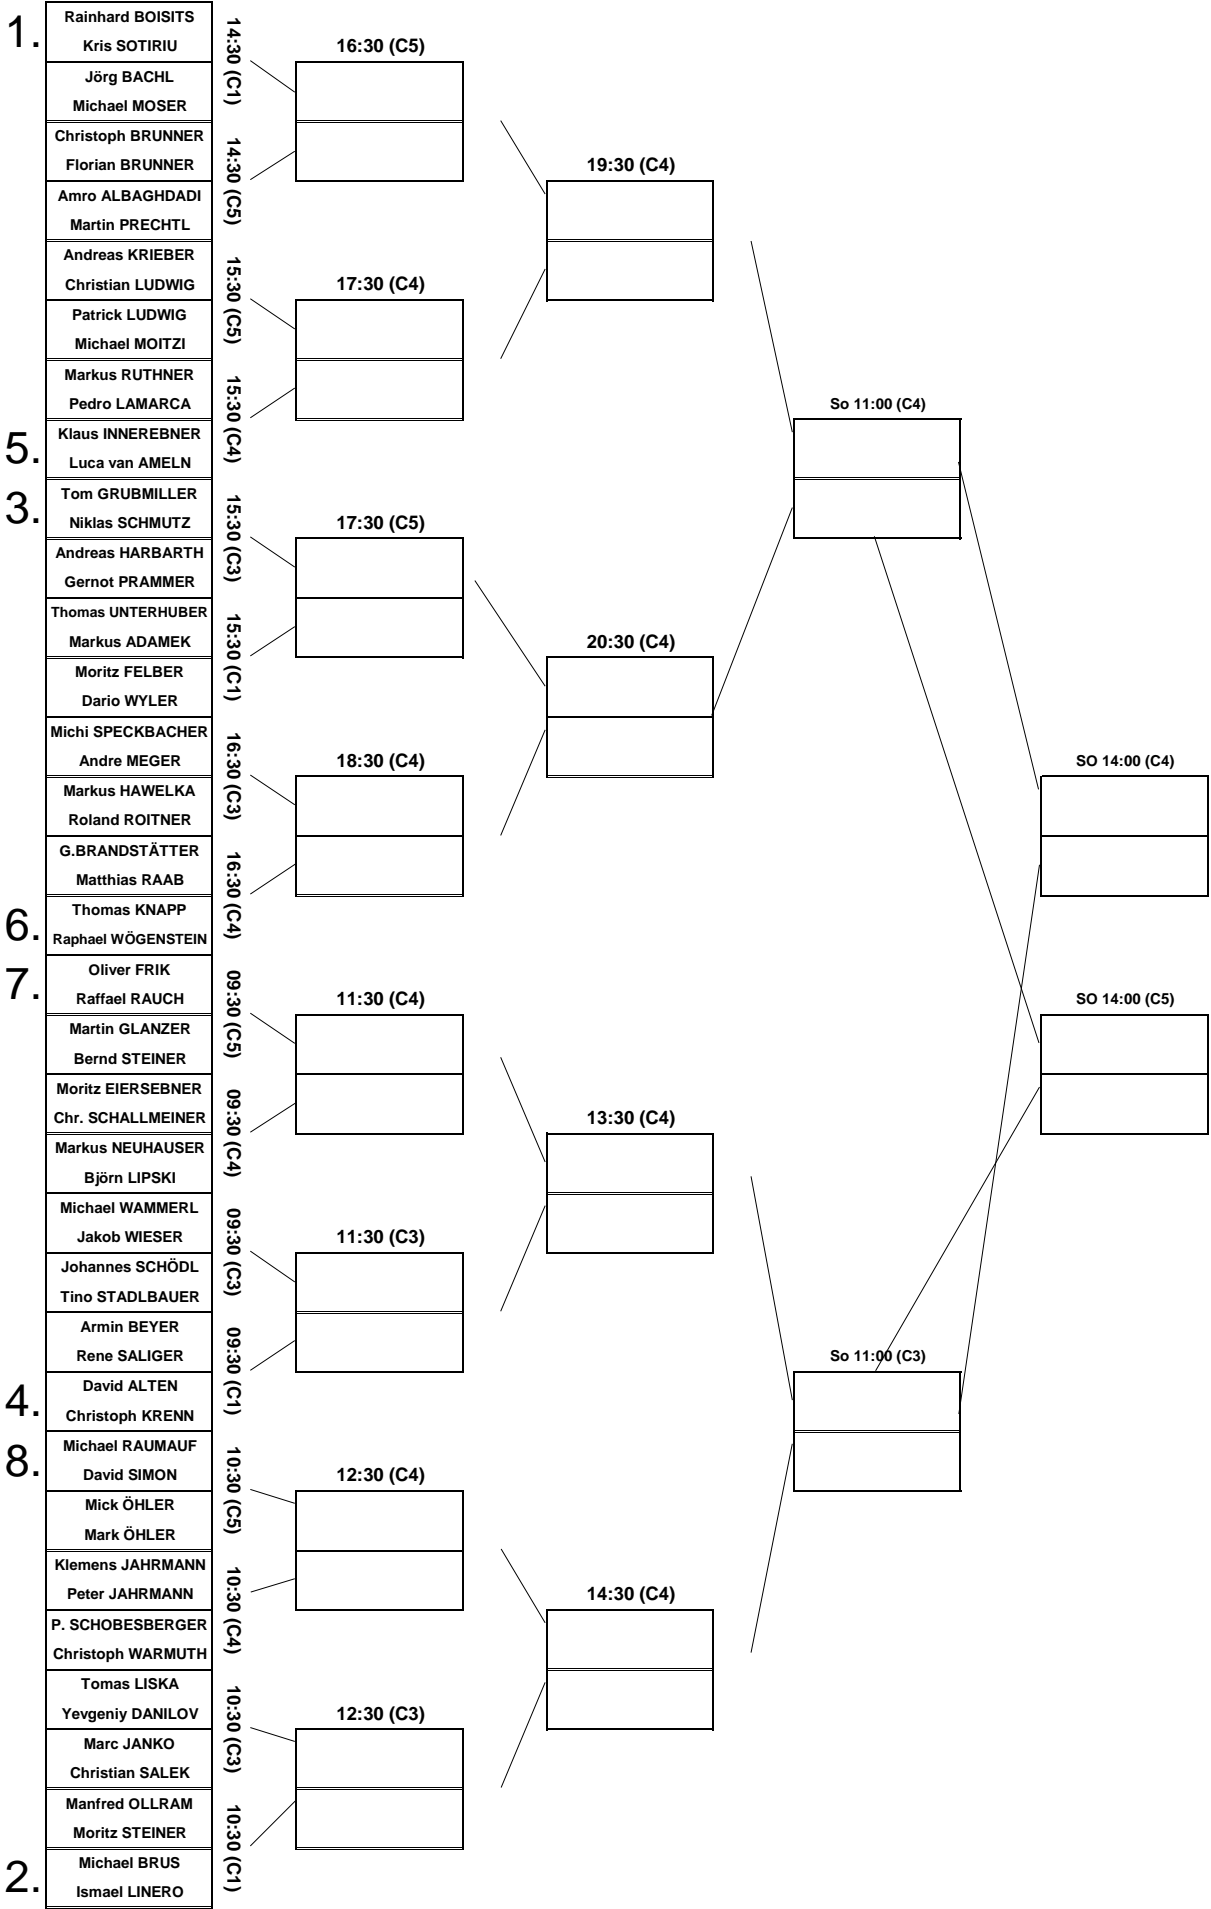 1.
Rainhard BOISITS
Kris SOTIRIU
14:30 (C1)
Jörg BACHL
Michael MOSER
Christoph BRUNNER
Florian BRUNNER
14:30 (C5)
Amro ALBAGHDADI
Martin PRECHTL
Andreas KRIEBER
Christian LUDWIG
15:30 (C5)
Patrick LUDWIG
Michael MOITZI
Markus RUTHNER
Pedro LAMARCA
15:30 (C4)
5.
Klaus INNEREBNER
Luca van AMELN
3.
Tom GRUBMILLER
Niklas SCHMUTZ
15:30 (C3)
Andreas HARBARTH
Gernot PRAMMER
Thomas UNTERHUBER
Markus ADAMEK
15:30 (C1)
Moritz FELBER
Dario WYLER
Michi SPECKBACHER
Andre MEGER
16:30 (C3)
Markus HAWELKA
Roland ROITNER
G.BRANDSTÄTTER
Matthias RAAB
16:30 (C4)
6.
Thomas KNAPP
Raphael WÖGENSTEIN
7.
Oliver FRIK
Raffael RAUCH
09:30 (C5)
Martin GLANZER
Bernd STEINER
Moritz EIERSEBNER
Chr. SCHALLMEINER
09:30 (C4)
Markus NEUHAUSER
Björn LIPSKI
Michael WAMMERL
Jakob WIESER
09:30 (C3)
Johannes SCHÖDL
Tino STADLBAUER
Armin BEYER
Rene SALIGER
09:30 (C1)
4.
David ALTEN
Christoph KRENN
8.
Michael RAUMAUF
David SIMON
10:30 (C5)
Mick ÖHLER
Mark ÖHLER
Klemens JAHRMANN
Peter JAHRMANN
10:30 (C4)
P. SCHOBESBERGER
Christoph WARMUTH
Tomas LISKA
Yevgeniy DANILOV
10:30 (C3)
Marc JANKO
Christian SALEK
Manfred OLLRAM
Moritz STEINER
10:30 (C1)
2.
Michael BRUS
Ismael LINERO
16:30 (C5)
17:30 (C4)
17:30 (C5)
18:30 (C4)
11:30 (C4)
11:30 (C3)
12:30 (C4)
12:30 (C3)
19:30 (C4)
20:30 (C4)
13:30 (C4)
14:30 (C4)
So 11:00 (C4)
So 11:00 (C3)
SO 14:00 (C4)
SO 14:00 (C5)